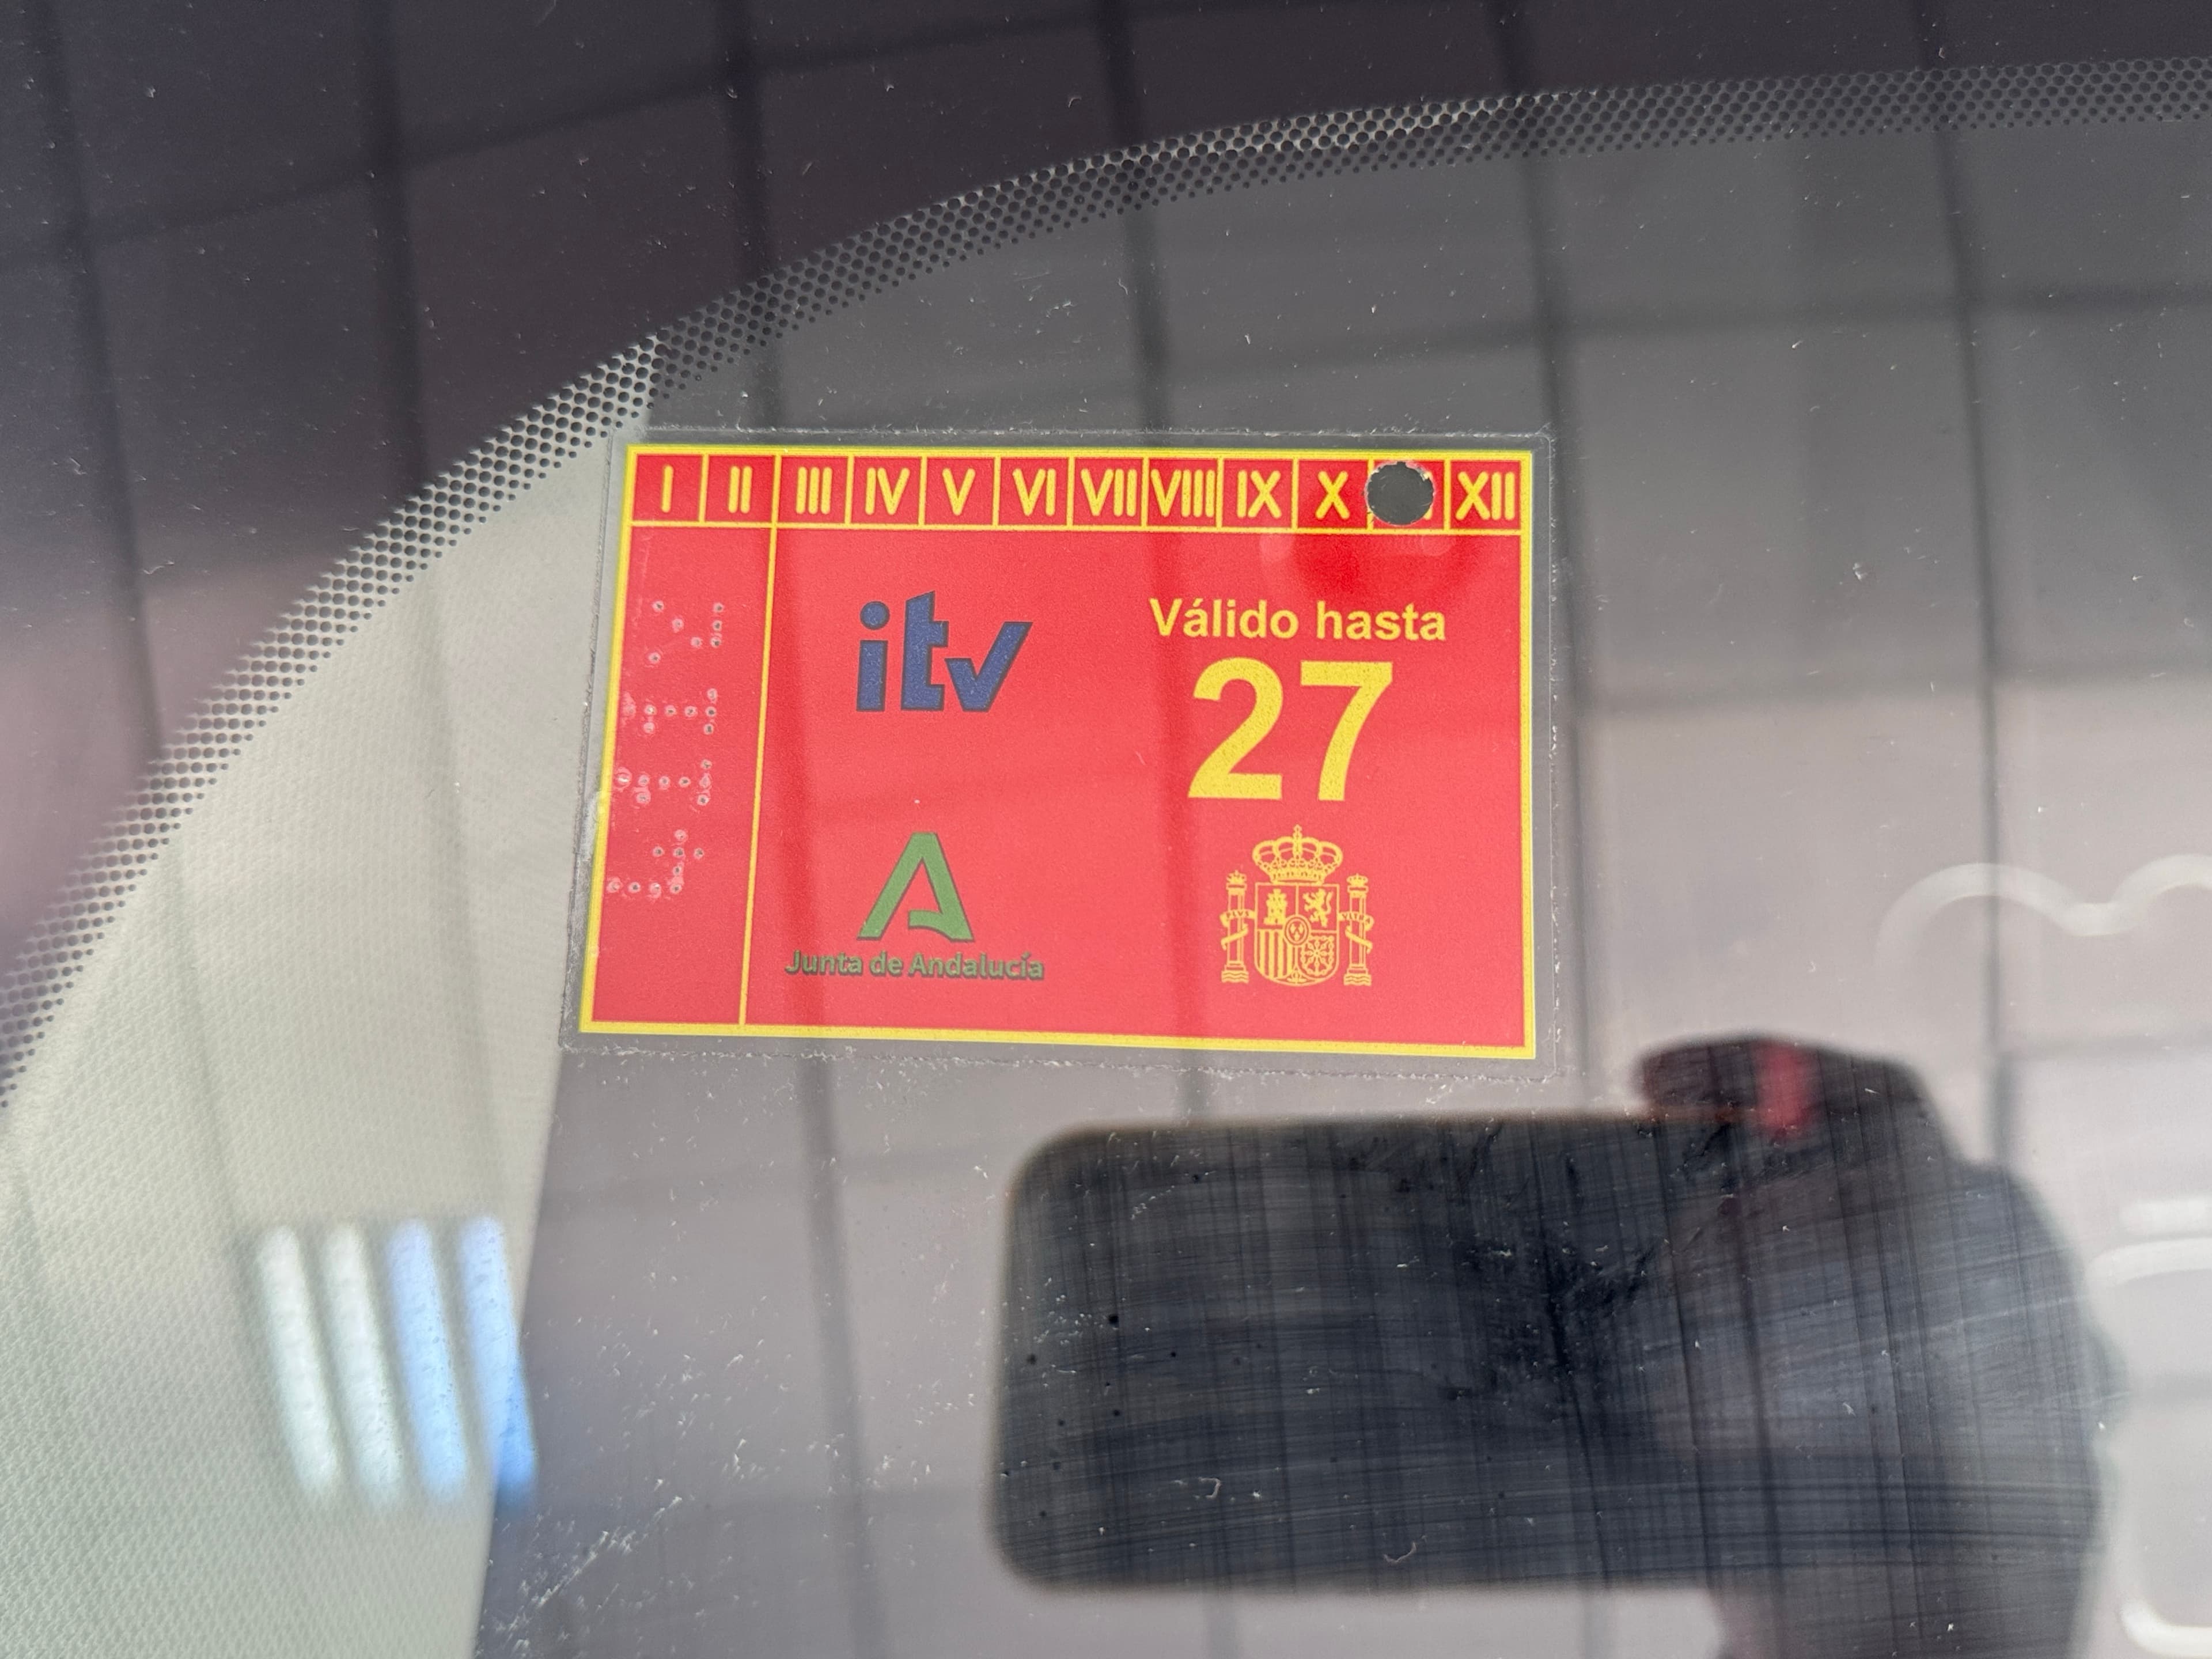 I II III IV V VI VII VIII IX X XII
itv
Válido hasta
27
Junta de Andalucía